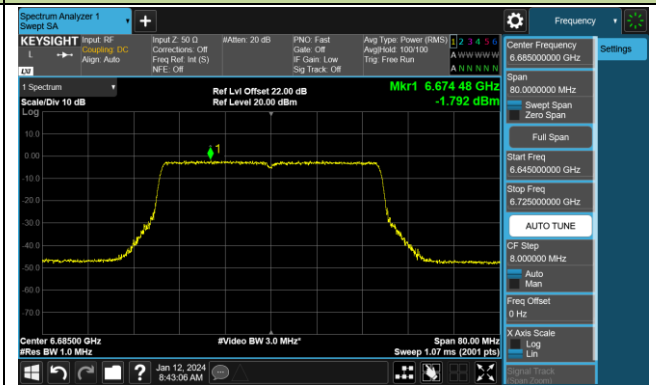 Spectrum Analyzer 1
Swept SA
+
Frequency
KEYSIGHT
L
LXI
Input: RF
Coupling: DC
Align: Auto
Input Z: 50 Ω
Corrections: Off
Freq Ref: Int (S)
NFE: Off
#Atten: 20 dB
PNO: Fast
Gate: Off
IF Gain: Low
Sig Track: Off
Avg Type: Power (RMS)
Avg|Hold: 100/100
Trig: Free Run
1 2 3 4 5 6
A W W W W W
A N N N N N
1 Spectrum
Scale/Div 10 dB
Log
Ref Lvl Offset 22.00 dB
Ref Level 20.00 dBm
Mkr1 6.674 48 GHz
-1.792 dBm
10.0
0.00
-10.0
-20.0
-30.0
-40.0
-50.0
-60.0
-70.0
1
Center 6.68500 GHz
#Res BW 1.0 MHz
#Video BW 3.0 MHz*
Span 80.00 MHz
Sweep 1.07 ms (2001 pts)
Jan 12, 2024
8:43:06 AM
?
Center Frequency
6.685000000 GHz
Settings
Span
80.0000000 MHz
Swept Span
Zero Span
Full Span
Start Freq
6.645000000 GHz
Stop Freq
6.725000000 GHz
AUTO TUNE
CF Step
8.000000 MHz
Auto
Man
Freq Offset
0 Hz
X Axis Scale
Log
Lin
Signal Track
(Span Zoom)